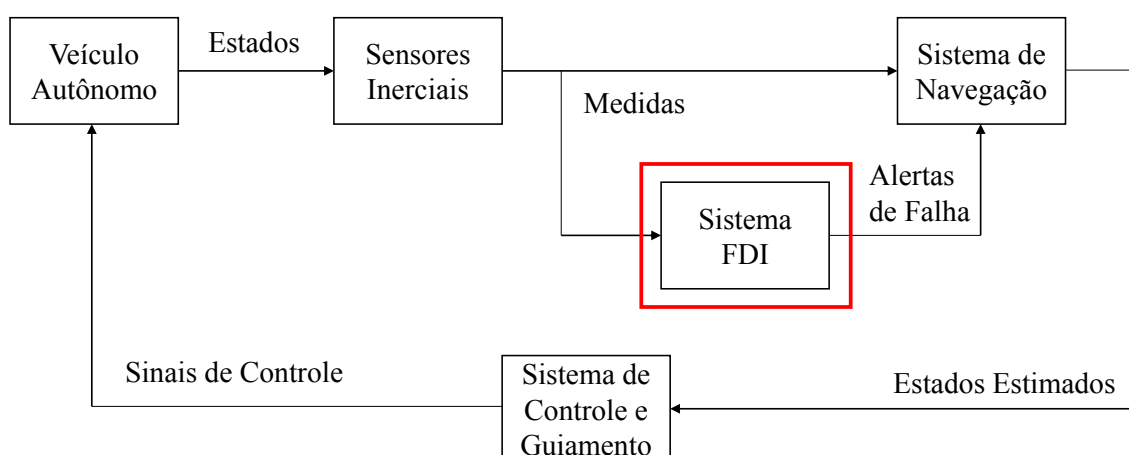 Veículo
Autônomo
Estados
Sensores
Inerciais
Medidas
Sistema de
Navegação
Sistema
FDI
Alertas
de Falha
Sinais de Controle
Sistema de
Controle e
Guiamento
Estados Estimados